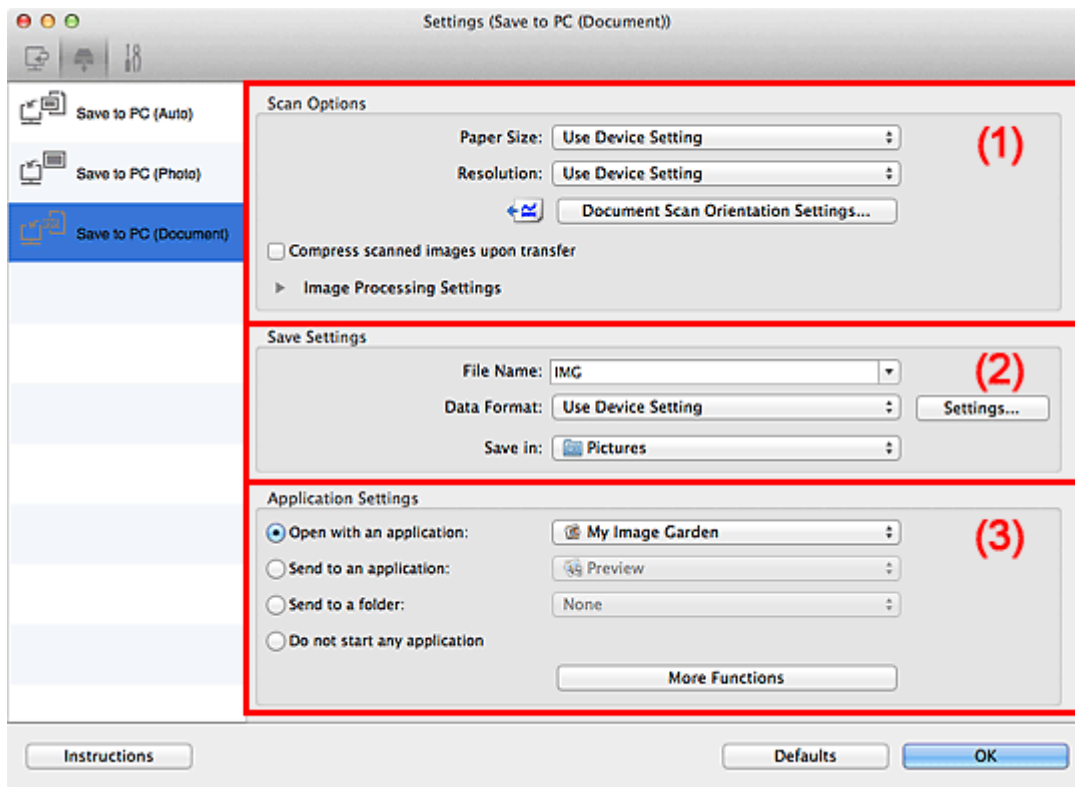 Settings (Save to PC (Document))
Save to PC (Auto)
Save to PC (Photo)
Save to PC (Document)
Scan Options
(1)
Paper Size: Use Device Setting
Resolution: Use Device Setting
Document Scan Orientation Settings...
Compress scanned images upon transfer
Image Processing Settings
Save Settings
(2)
File Name: IMG
Data Format: Use Device Setting Settings...
Save in: Pictures
Application Settings
(3)
Open with an application: My Image Garden
Send to an application: Preview
Send to a folder: None
Do not start any application
More Functions
Instructions Defaults OK